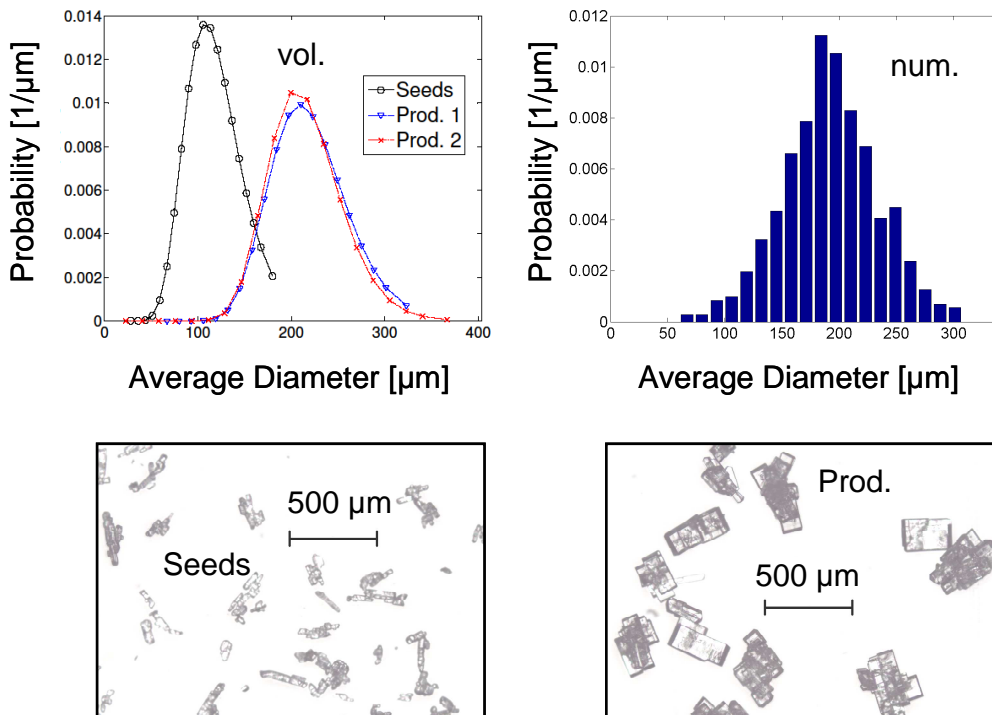 0.014
0.012
0.01
0.008
0.006
0.004
0.002
0
0
100
200
300
400
Probability [1/µm]
Average Diameter [µm]
vol.
Seeds
Prod. 1
Prod. 2
0.012
0.01
0.008
0.006
0.004
0.002
0
0
50
100
150
200
250
300
Probability [1/µm]
Average Diameter [µm]
num.
500 µm
Seeds
Prod.
500 µm